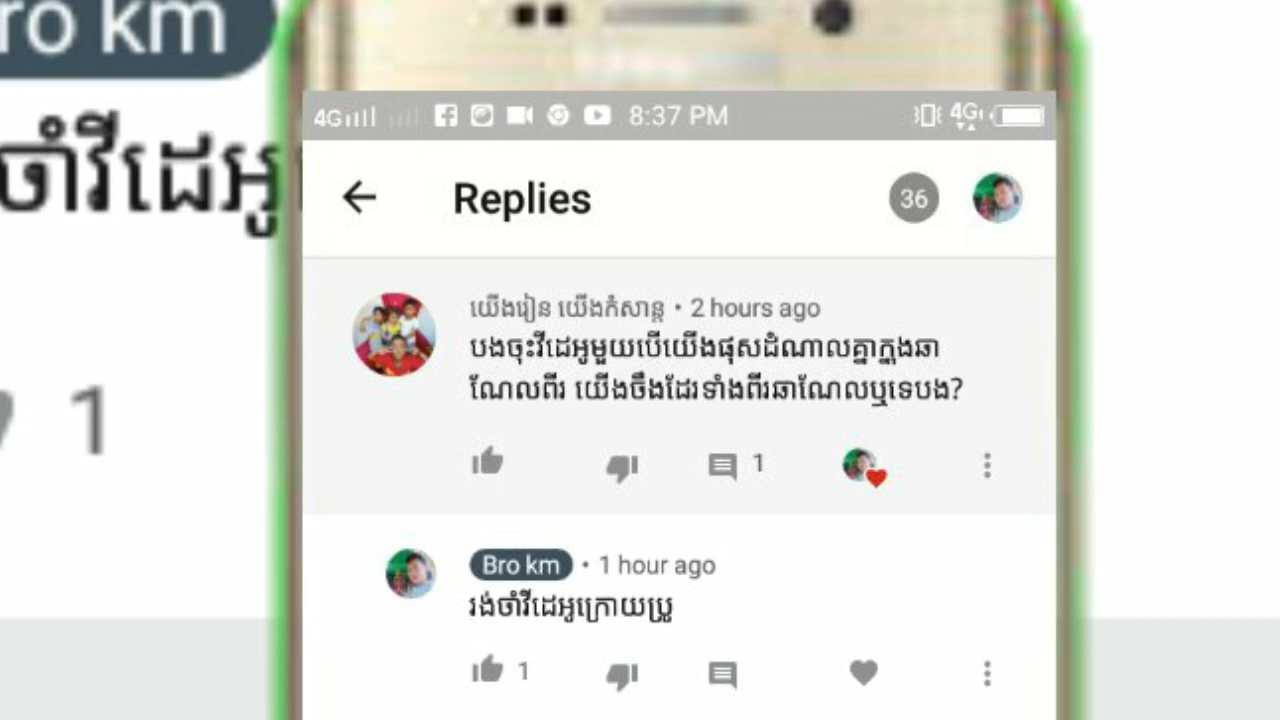 ro km
ចាំវីដេអូ
1
4G 8:37 PM 4G
Replies 36
យើងរៀន យើងកំសាន្ត • 2 hours ago
បងចុះវីដេអូមួយបើយើងផុសដំណាលគ្នាក្នុងឆា
ណែលពីរ យើងចឹងដែរទាំងពីរឆាណែលឬទេបង?
1
Bro km • 1 hour ago
រង់ចាំវីដេអូក្រោយប្រូ
1